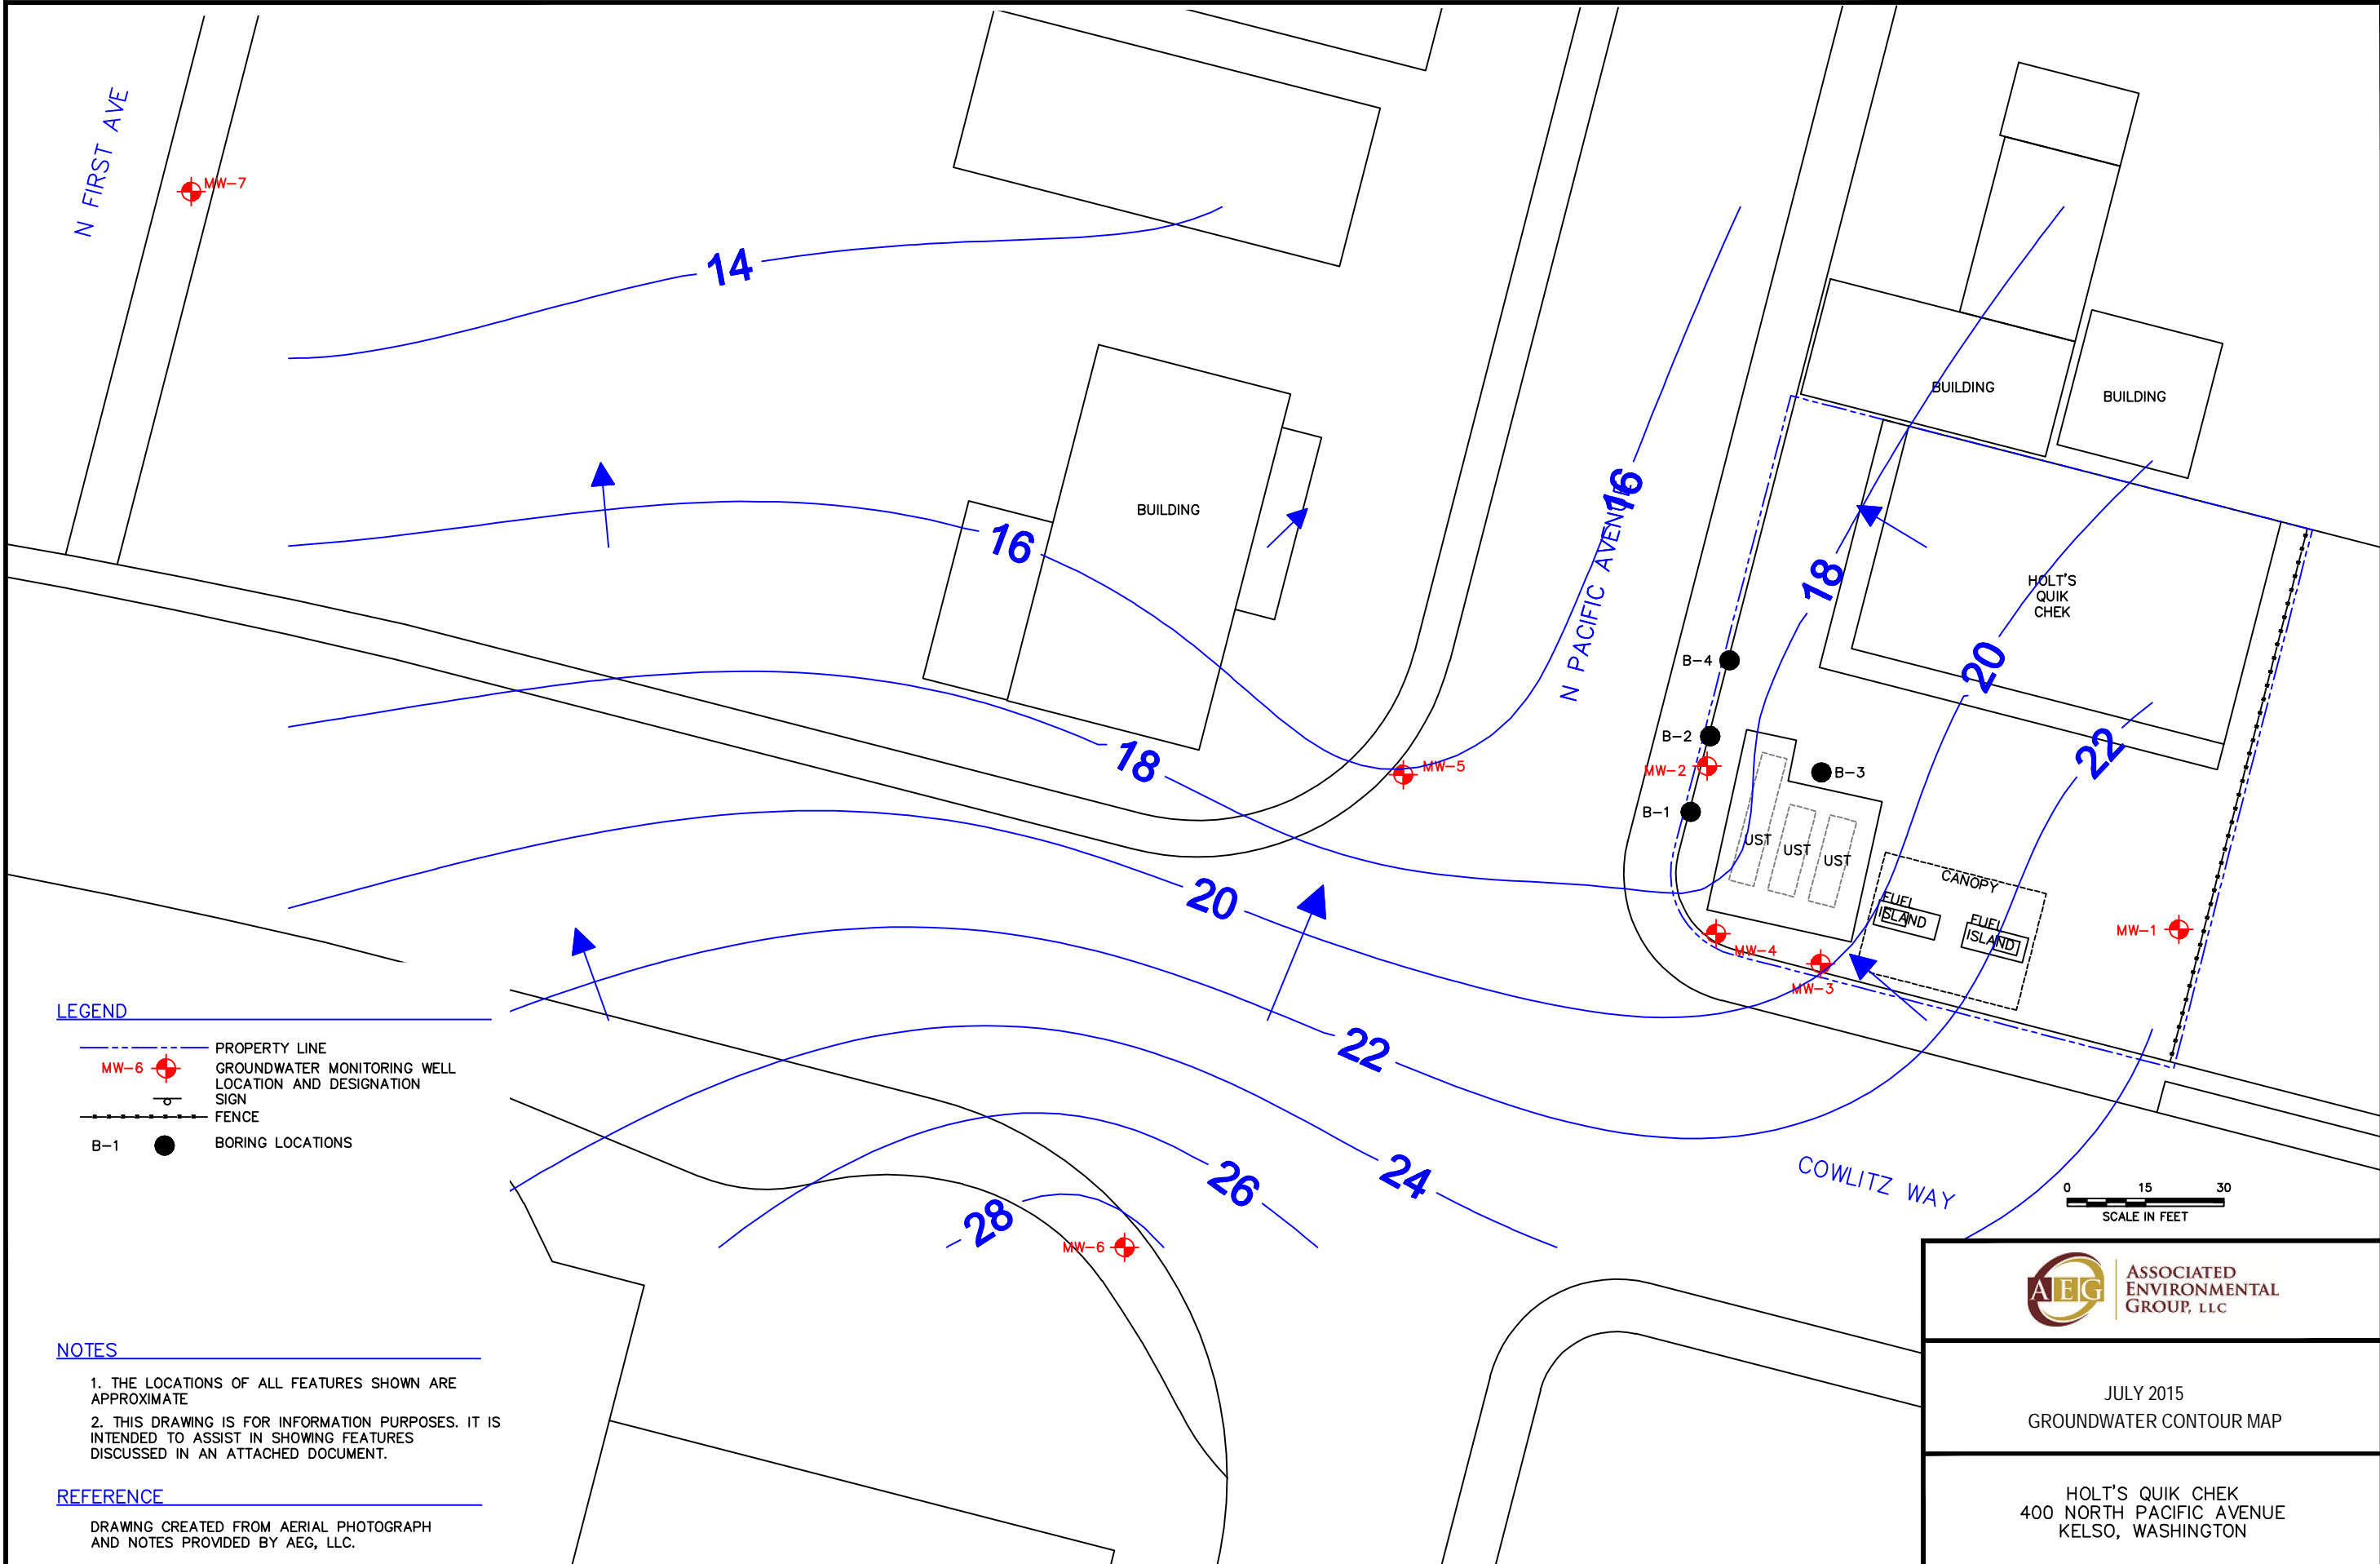 N FIRST AVE
MW-7
14
16
BUILDING
18
MW-5
20
22
24
26
28
MW-6
N PACIFIC AVENUE
16
18
20
22
BUILDING
BUILDING
HOLT'S
QUIK
CHEK
B-4
B-2
MW-2
B-1
B-3
UST
UST
UST
CANOPY
FUEL
ISLAND
FUEL
ISLAND
MW-1
MW-4
MW-3
COWLITZ WAY
0 15 30
SCALE IN FEET
LEGEND
PROPERTY LINE
MW-6 GROUNDWATER MONITORING WELL
LOCATION AND DESIGNATION
SIGN
FENCE
B-1 BORING LOCATIONS
NOTES
1. THE LOCATIONS OF ALL FEATURES SHOWN ARE
APPROXIMATE
2. THIS DRAWING IS FOR INFORMATION PURPOSES. IT IS
INTENDED TO ASSIST IN SHOWING FEATURES
DISCUSSED IN AN ATTACHED DOCUMENT.
REFERENCE
DRAWING CREATED FROM AERIAL PHOTOGRAPH
AND NOTES PROVIDED BY AEG, LLC.
AEG
ASSOCIATED
ENVIRONMENTAL
GROUP, LLC
JULY 2015
GROUNDWATER CONTOUR MAP
HOLT'S QUIK CHEK
400 NORTH PACIFIC AVENUE
KELSO, WASHINGTON